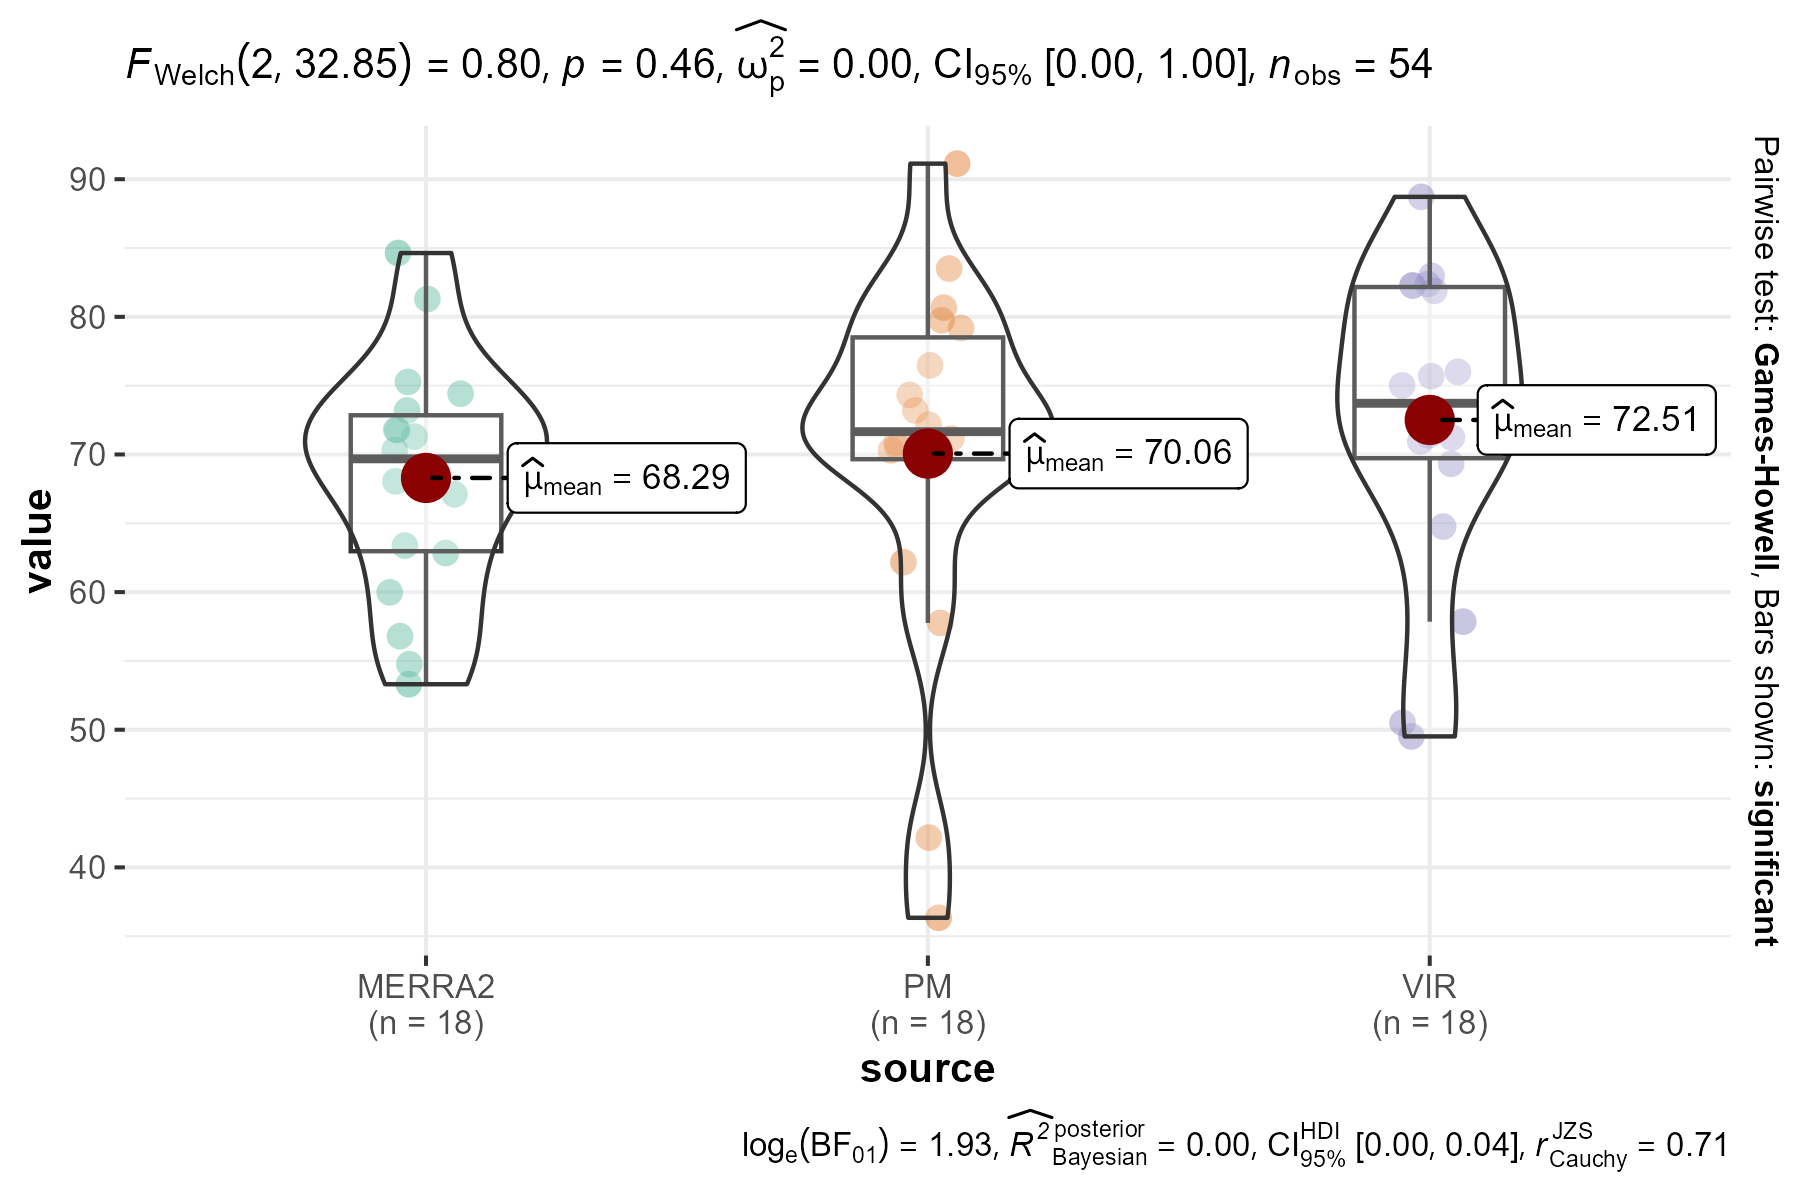 F_Welch(2, 32.85) = 0.80, p = 0.46, ω̂²_p = 0.00, CI_95% [0.00, 1.00], n_obs = 54
Pairwise test: Games-Howell, Bars shown: significant
value
90
80
70
60
50
40
μ̂_mean = 68.29
μ̂_mean = 70.06
μ̂_mean = 72.51
MERRA2
(n = 18)
PM
(n = 18)
VIR
(n = 18)
source
log_e(BF_01) = 1.93, R̂²^posterior_Bayesian = 0.00, CI^HDI_95% [0.00, 0.04], r^JZS_Cauchy = 0.71